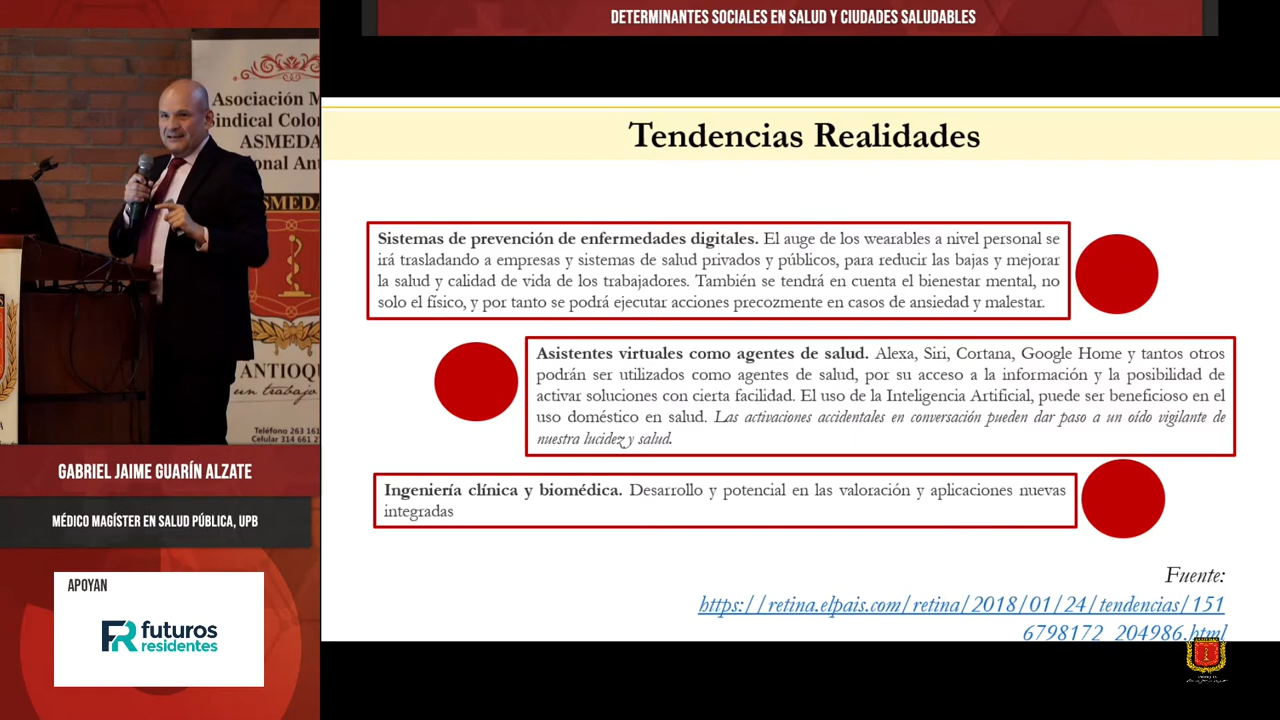 DETERMINANTES SOCIALES EN SALUD Y CIUDADES SALUDABLES
Asociación M
Sindical Colo
ASMEDA
onal Ant
SMEDA
ANTIOQU
un trabajo
Teléfono 263 161
Celular 314 661 2
GABRIEL JAIME GUARÍN ALZATE
MÉDICO MAGÍSTER EN SALUD PÚBLICA, UPB
APOYAN
FR futuros
residentes
Tendencias Realidades
Sistemas de prevención de enfermedades digitales. El auge de los wearables a nivel personal se
irá trasladando a empresas y sistemas de salud privados y públicos, para reducir las bajas y mejorar
la salud y calidad de vida de los trabajadores. También se tendrá en cuenta el bienestar mental, no
solo el físico, y por tanto se podrá ejecutar acciones precozmente en casos de ansiedad y malestar.
Asistentes virtuales como agentes de salud. Alexa, Siri, Cortana, Google Home y tantos otros
podrán ser utilizados como agentes de salud, por su acceso a la información y la posibilidad de
activar soluciones con cierta facilidad. El uso de la Inteligencia Artificial, puede ser beneficioso en el
uso doméstico en salud. Las activaciones accidentales en conversación pueden dar paso a un oído vigilante de
nuestra lucidez y salud.
Ingeniería clínica y biomédica. Desarrollo y potencial en las valoración y aplicaciones nuevas
integradas
Fuente:
https://retina.elpais.com/retina/2018/01/24/tendencias/151
6798172_204986.html